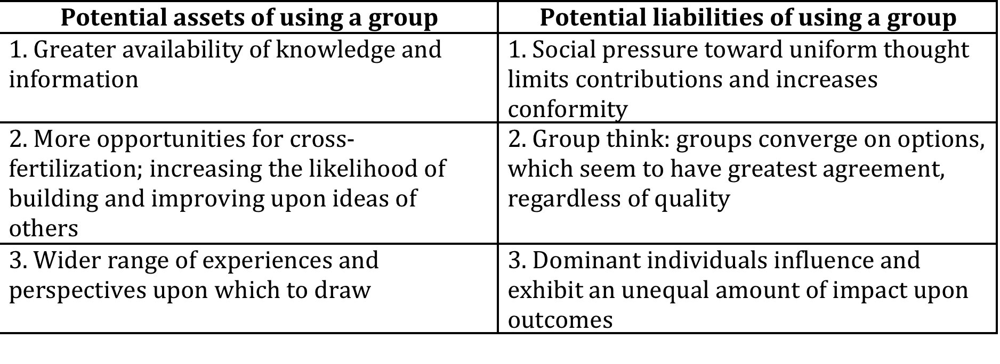 Potential assets of using a group
Potential liabilities of using a group
1. Greater availability of knowledge and
information
1. Social pressure toward uniform thought
limits contributions and increases
conformity
2. More opportunities for cross-
fertilization; increasing the likelihood of
building and improving upon ideas of
others
2. Group think: groups converge on options,
which seem to have greatest agreement,
regardless of quality
3. Wider range of experiences and
perspectives upon which to draw
3. Dominant individuals influence and
exhibit an unequal amount of impact upon
outcomes